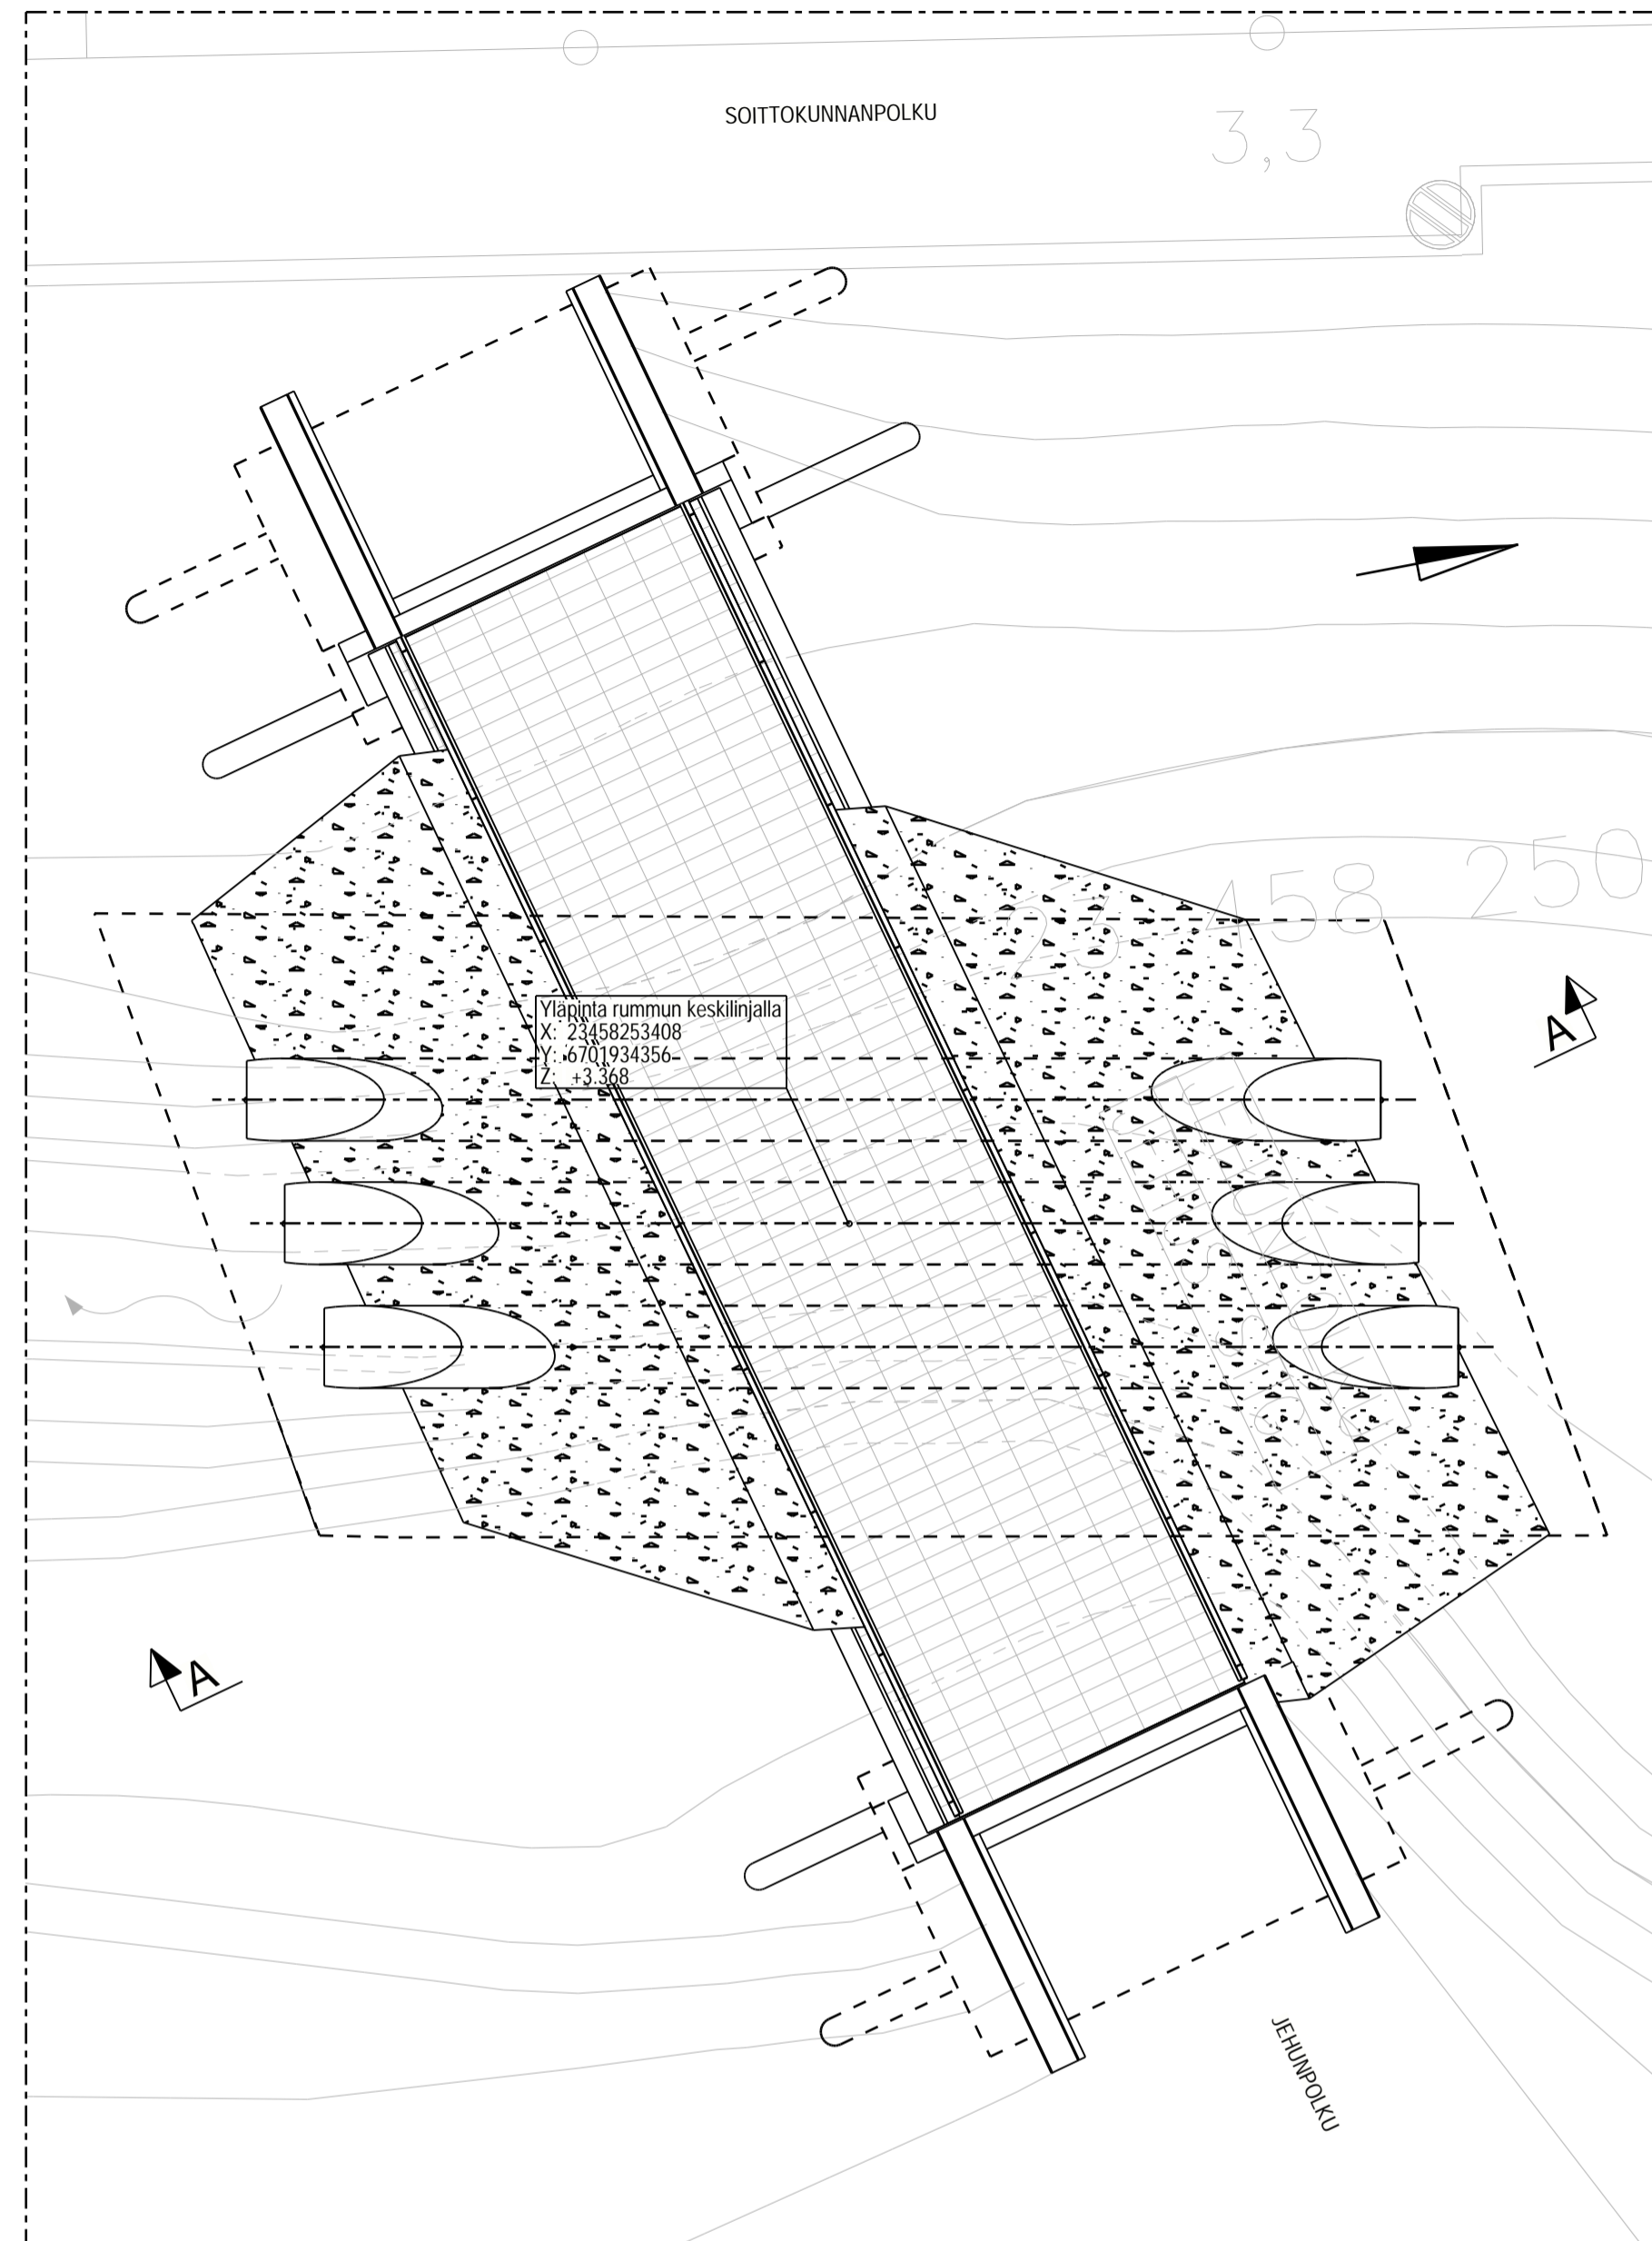 SOITTOKUNNANPOLKU
3,3
23 458 250
Yläpinta rummun keskilinjalla
X: 23458253408
Y: 6701934356
Z: +3.368
A
A
JEHUNPOLKU